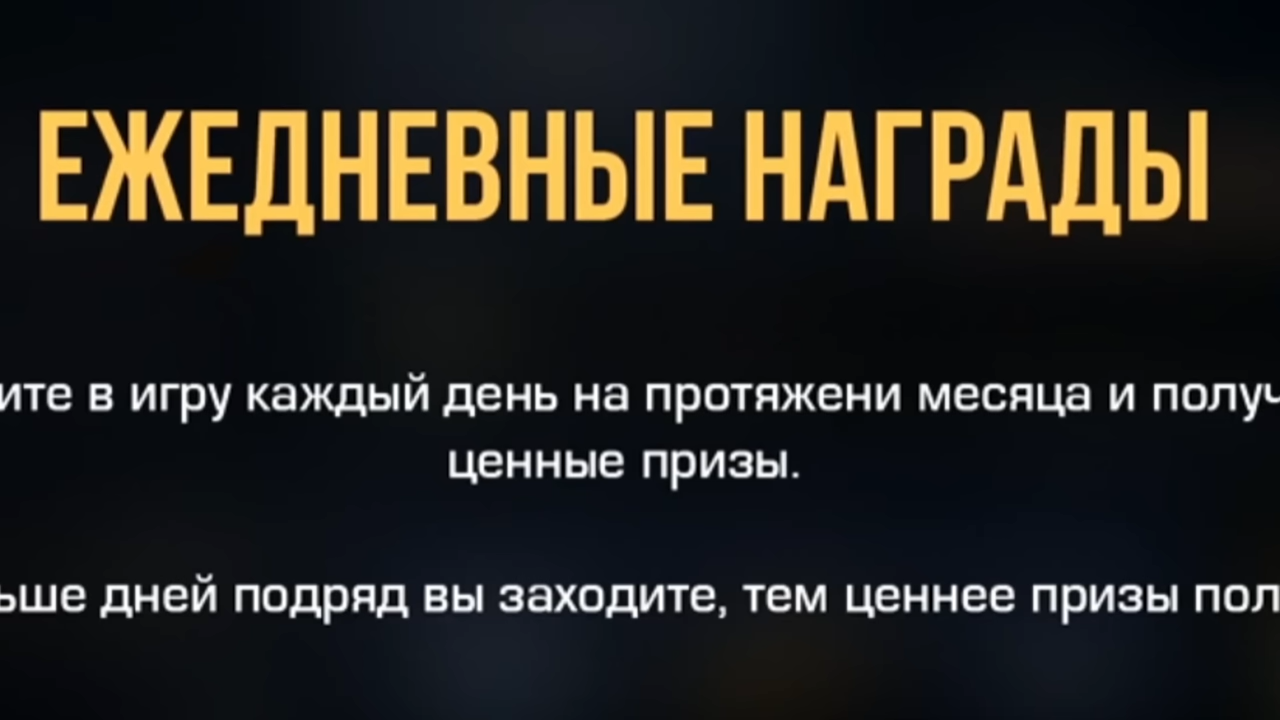 ЕЖЕДНЕВНЫЕ НАГРАДЫ
ите в игру каждый день на протяжени месяца и получ
ценные призы.
ьше дней подряд вы заходите, тем ценнее призы пол